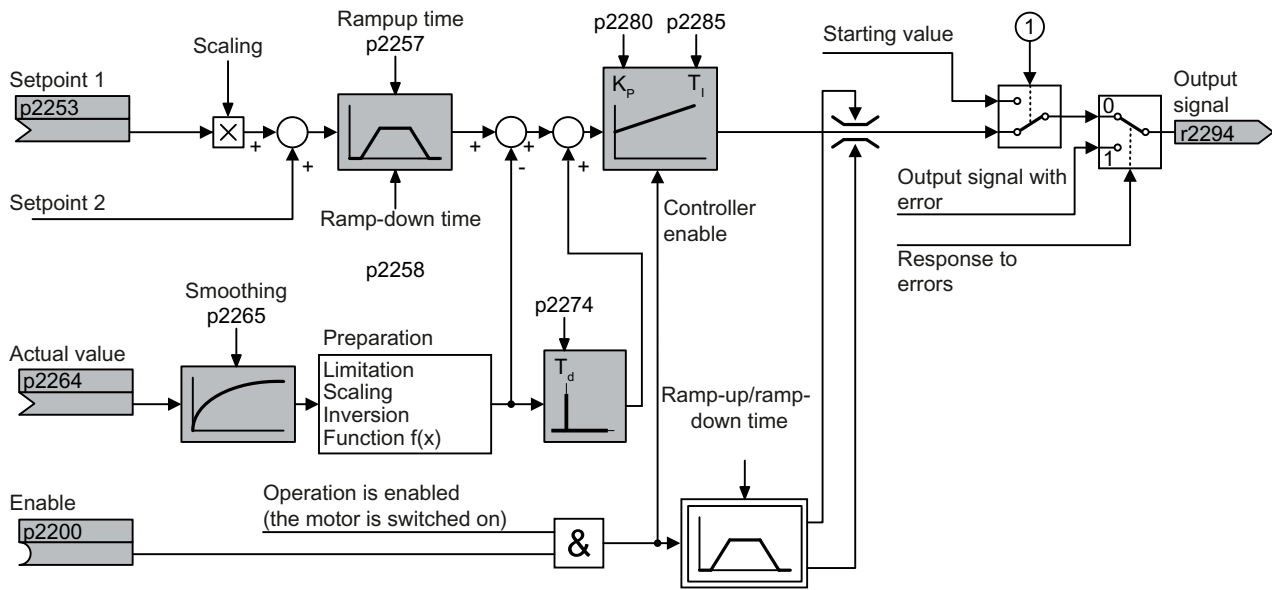 Scaling
Rampup time
p2257
p2280
p2285
Starting value
1
Setpoint 1
p2253
×
+
+
+
-
+
+
K_P
T_I
0
1
Output
signal
r2294
Setpoint 2
Ramp-down time
p2258
Controller
enable
Output signal with
error
Response to
errors
Smoothing
p2265
p2274
Actual value
p2264
Preparation
Limitation
Scaling
Inversion
Function f(x)
T_d
Ramp-up/ramp-
down time
Enable
p2200
Operation is enabled
(the motor is switched on)
&